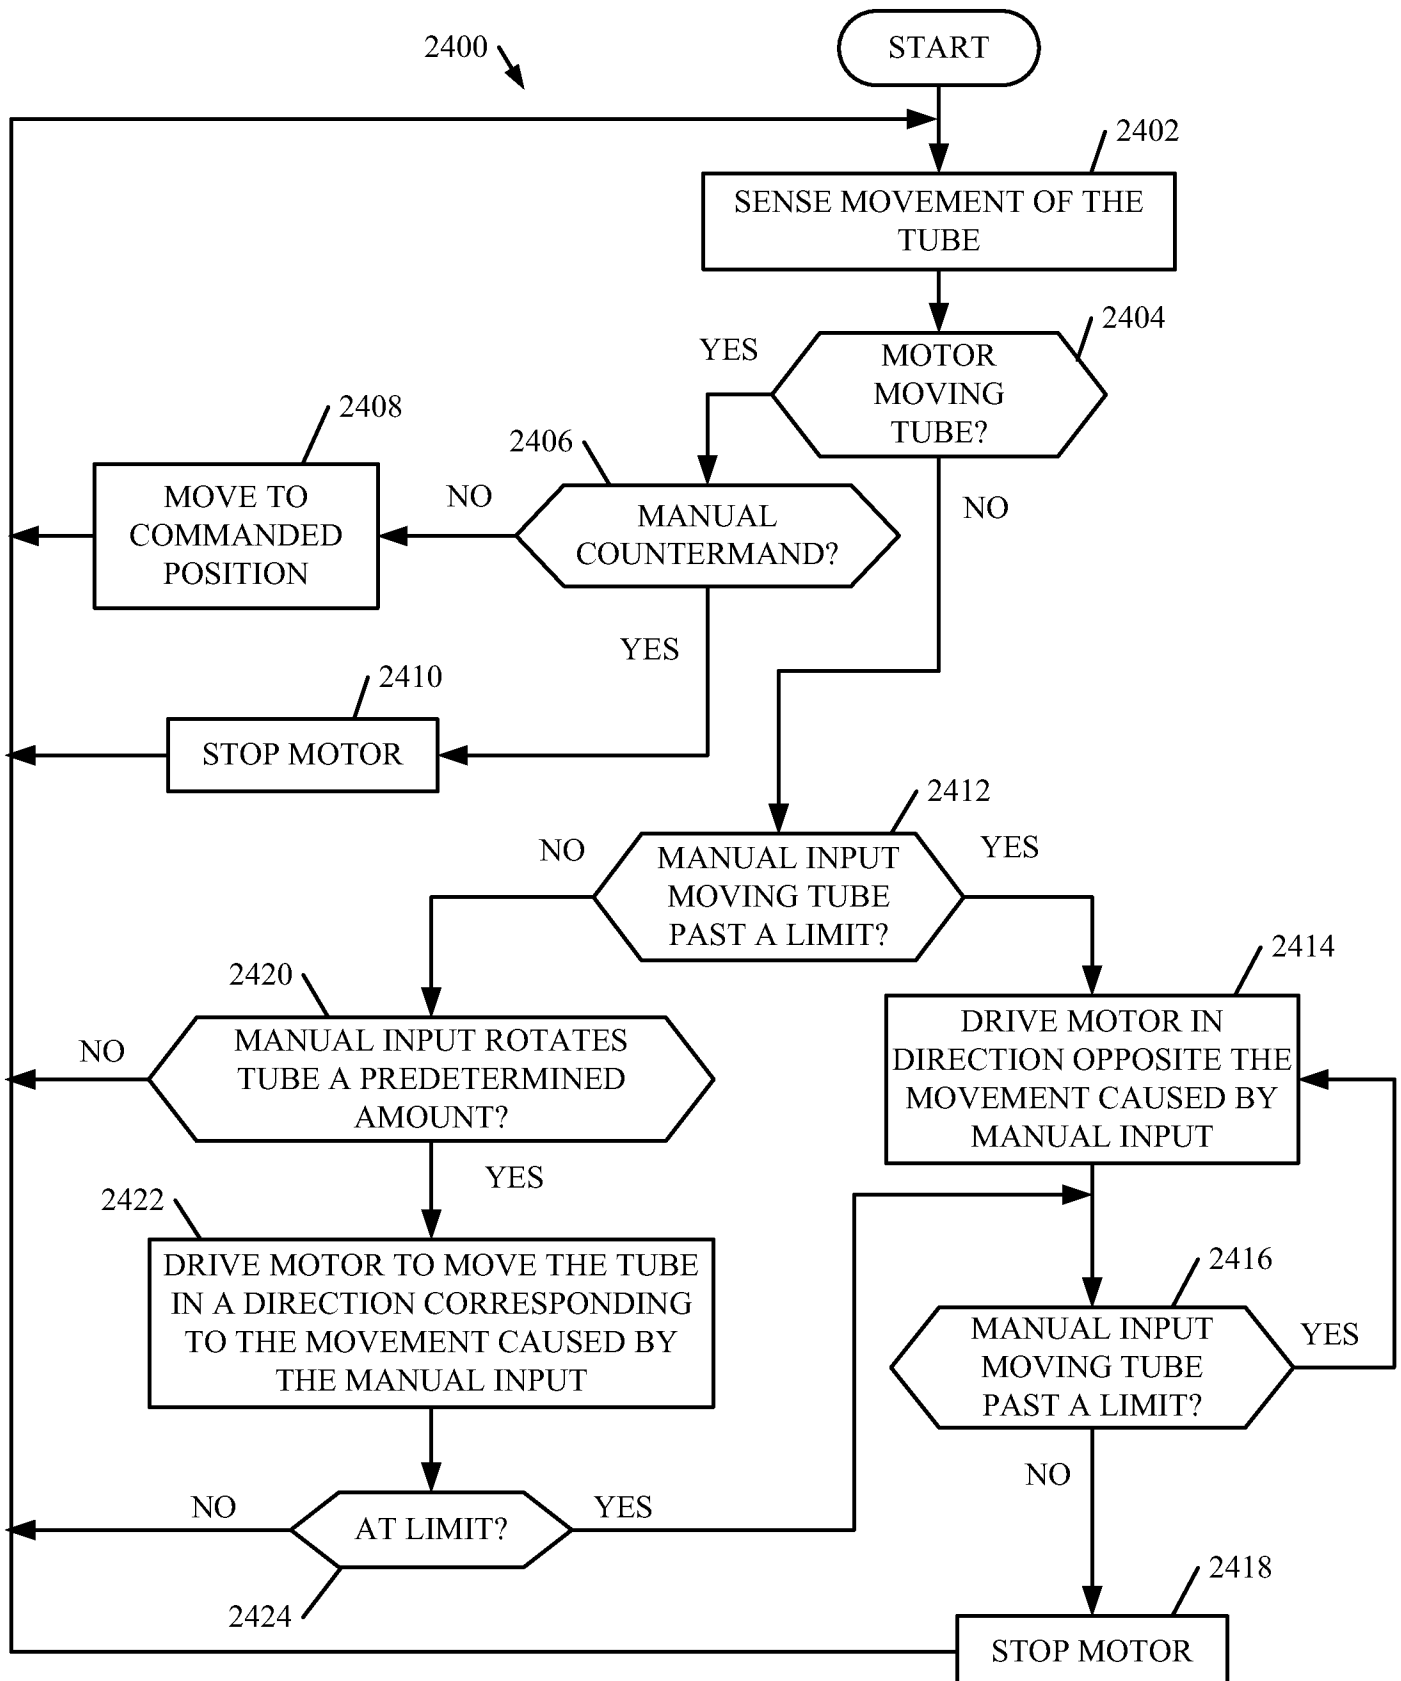 2400
START
2402
SENSE MOVEMENT OF THE
TUBE
2404
YES
MOTOR
MOVING
TUBE?
2408
2406
NO
MOVE TO
COMMANDED
POSITION
MANUAL
COUNTERMAND?
NO
YES
2410
STOP MOTOR
2412
NO
MANUAL INPUT
MOVING TUBE
PAST A LIMIT?
YES
2414
2420
NO
MANUAL INPUT ROTATES
TUBE A PREDETERMINED
AMOUNT?
DRIVE MOTOR IN
DIRECTION OPPOSITE THE
MOVEMENT CAUSED BY
MANUAL INPUT
YES
2422
DRIVE MOTOR TO MOVE THE TUBE
IN A DIRECTION CORRESPONDING
TO THE MOVEMENT CAUSED BY
THE MANUAL INPUT
2416
MANUAL INPUT
MOVING TUBE
PAST A LIMIT?
YES
NO
NO
AT LIMIT?
YES
2424
2418
STOP MOTOR